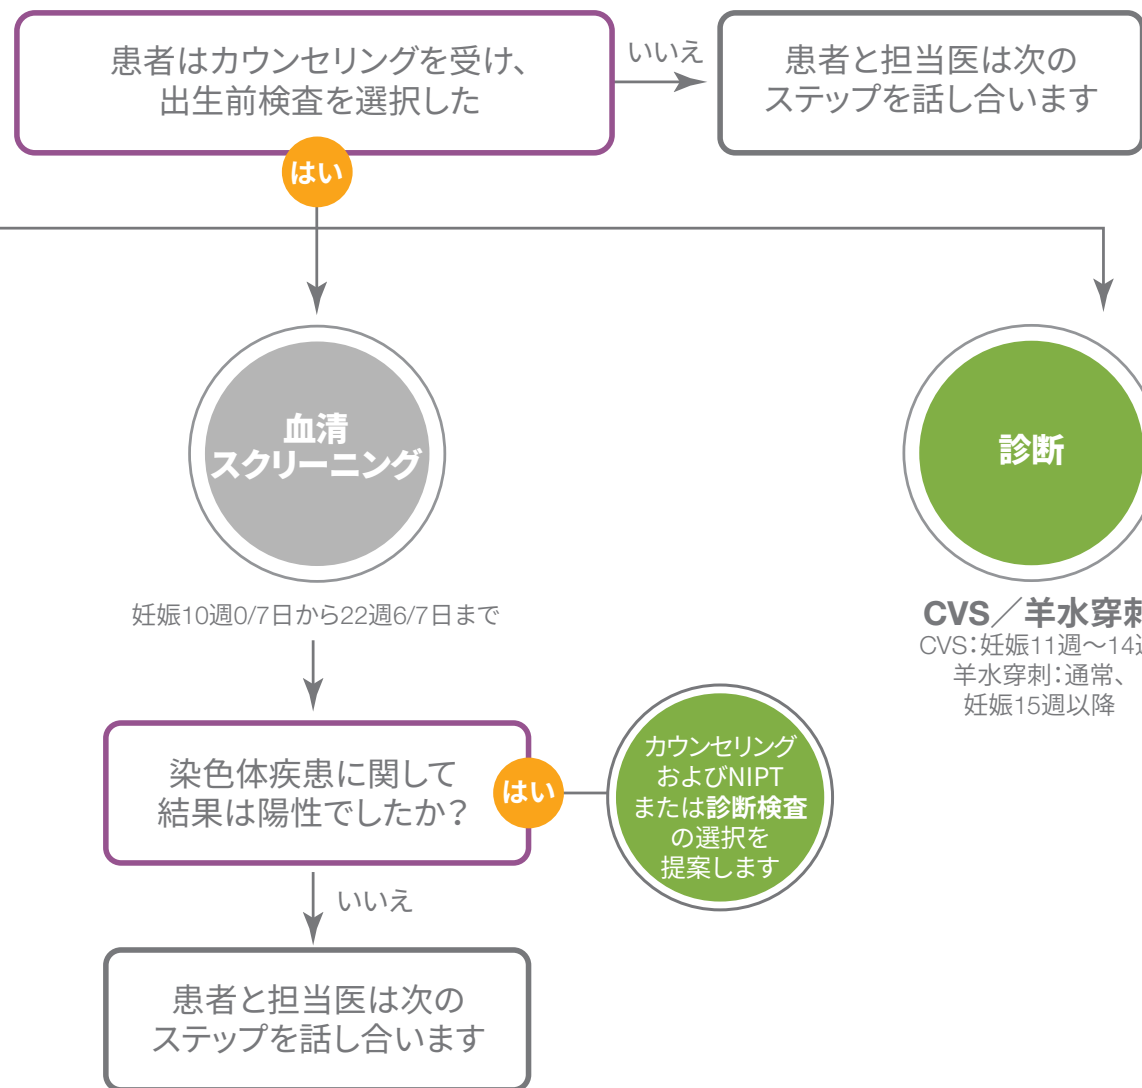 患者はカウンセリングを受け、
出生前検査を選択した
いいえ
患者と担当医は次の
ステップを話し合います
はい
血清
スクリーニング
診断
妊娠10週0/7日から22週6/7日まで
CVS／羊水穿刺
CVS：妊娠11週～14週
羊水穿刺：通常、
妊娠15週以降
染色体疾患に関して
結果は陽性でしたか？
はい
カウンセリング
およびNIPT
または診断検査
の選択を
提案します
いいえ
患者と担当医は次の
ステップを話し合います